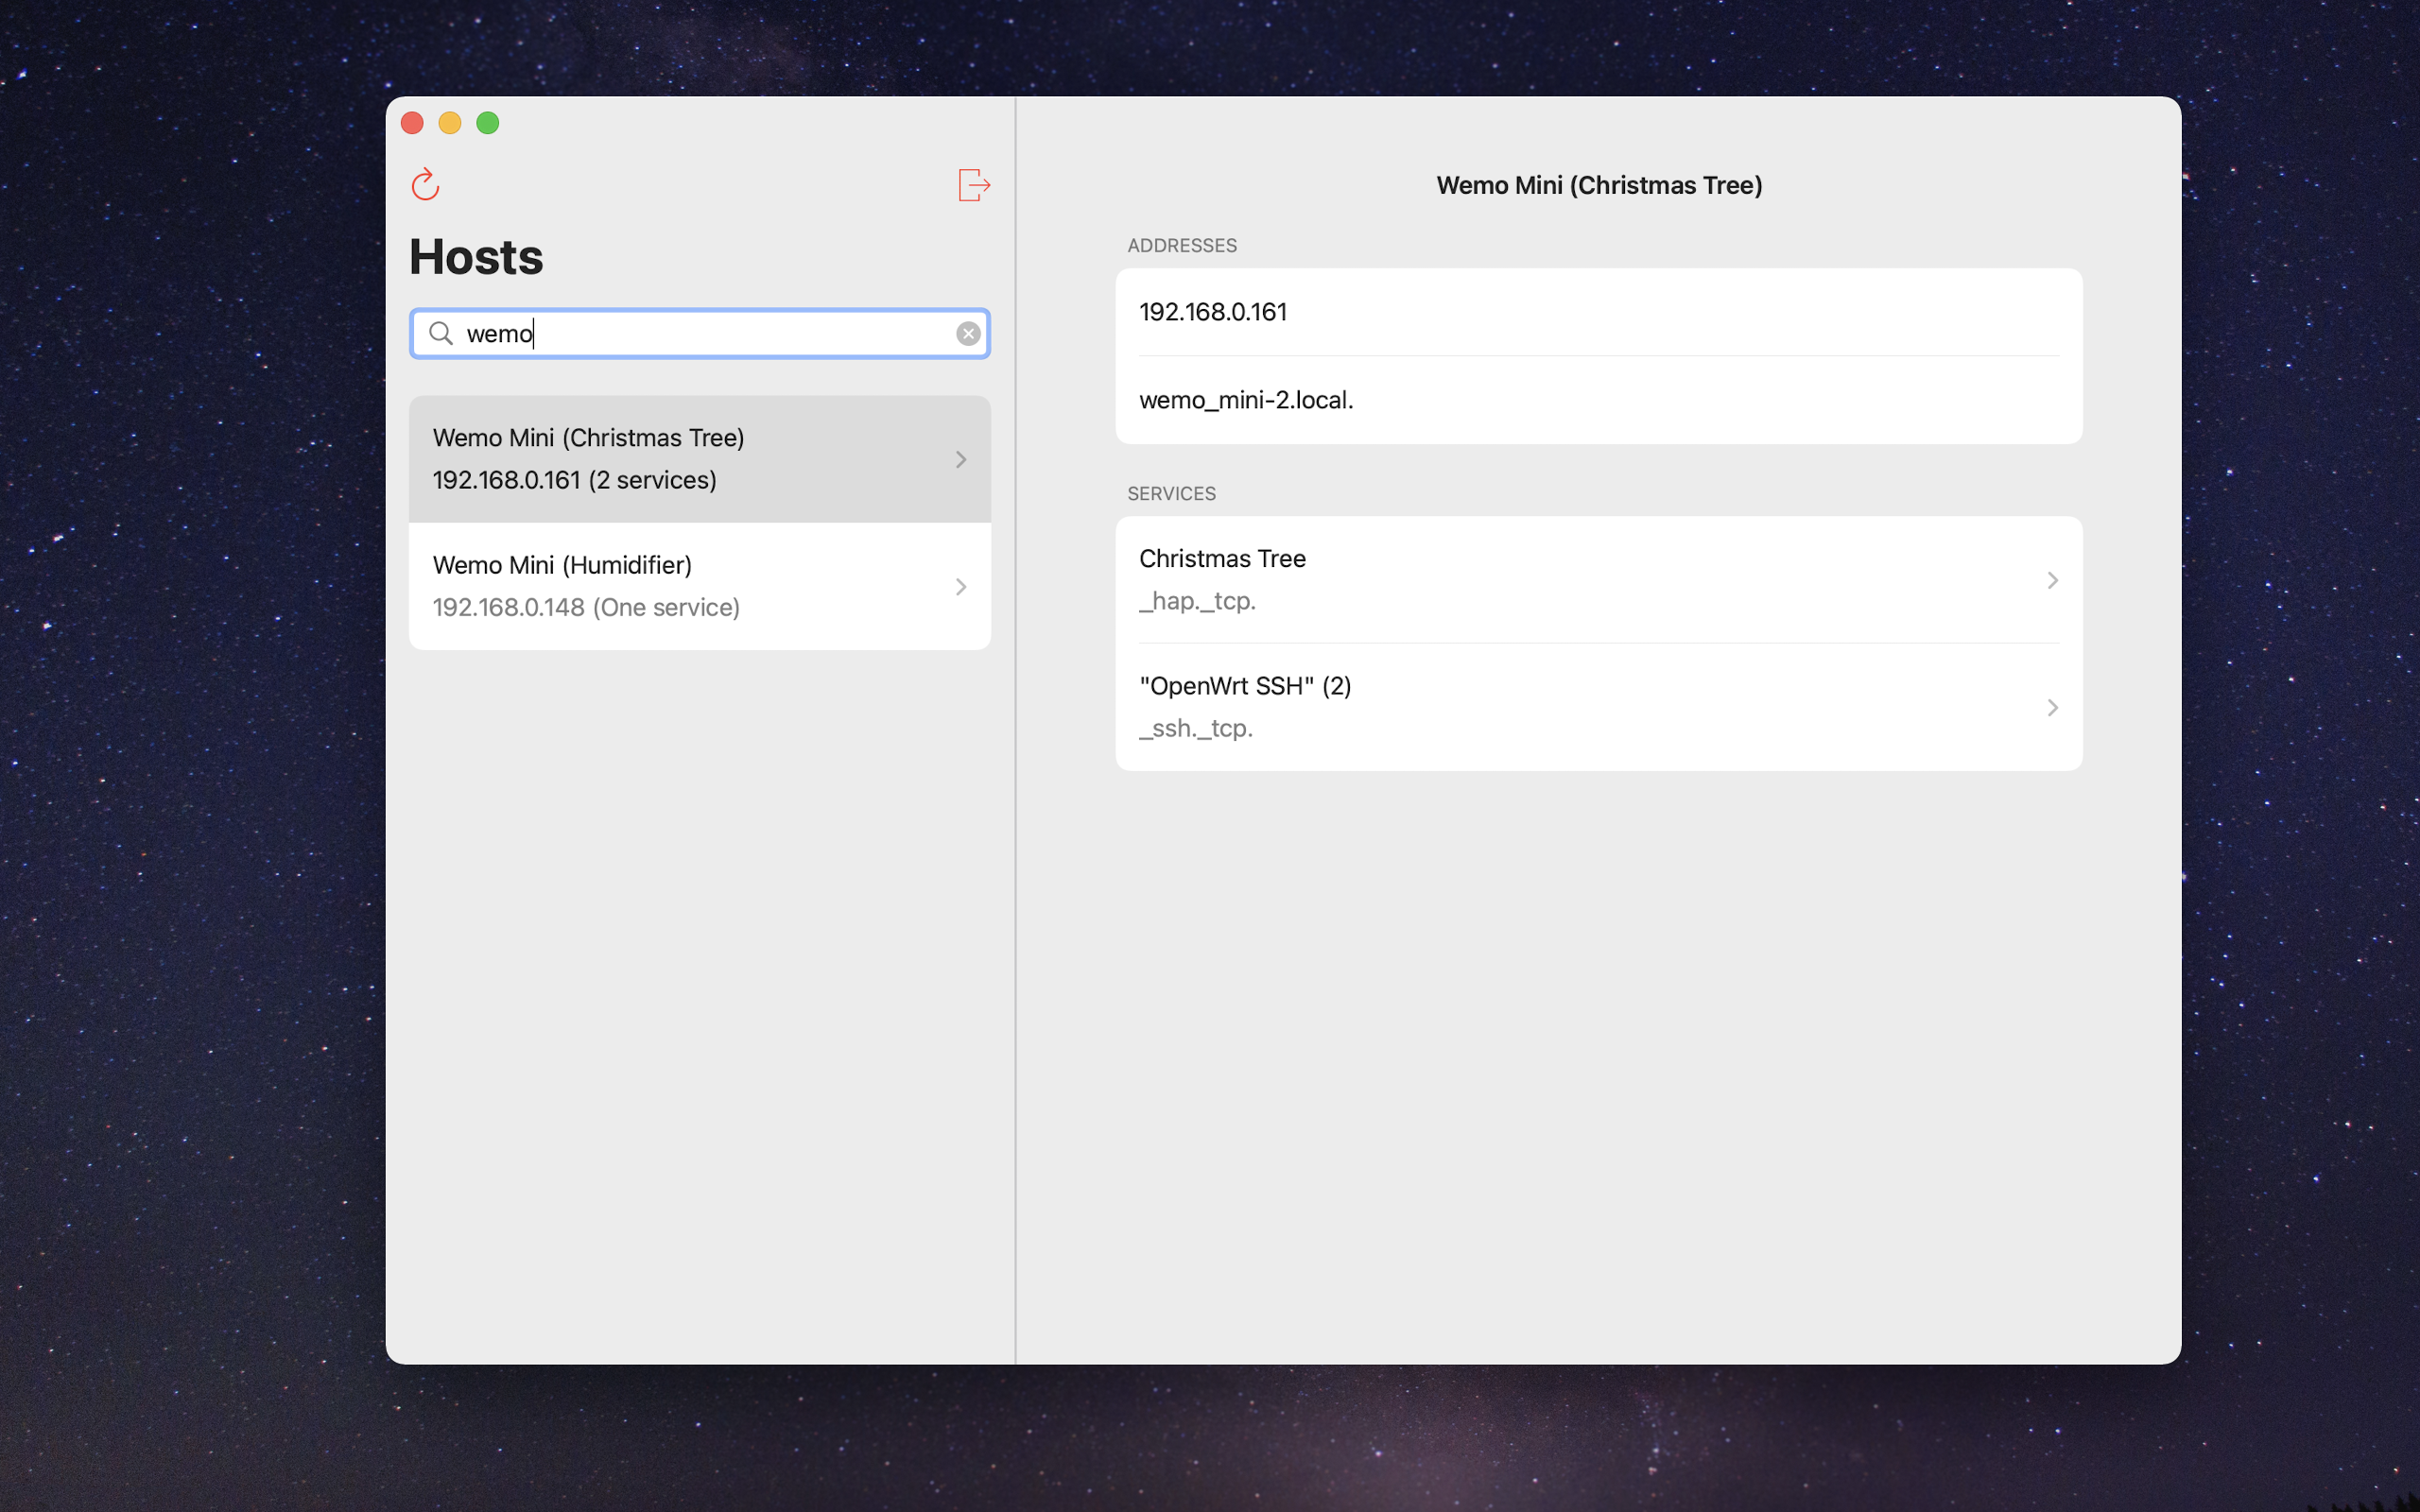 Hosts
wemo
Wemo Mini (Christmas Tree)
192.168.0.161 (2 services)
Wemo Mini (Humidifier)
192.168.0.148 (One service)
Wemo Mini (Christmas Tree)
ADDRESSES
192.168.0.161
wemo_mini-2.local.
SERVICES
Christmas Tree
_hap._tcp.
"OpenWrt SSH" (2)
_ssh._tcp.